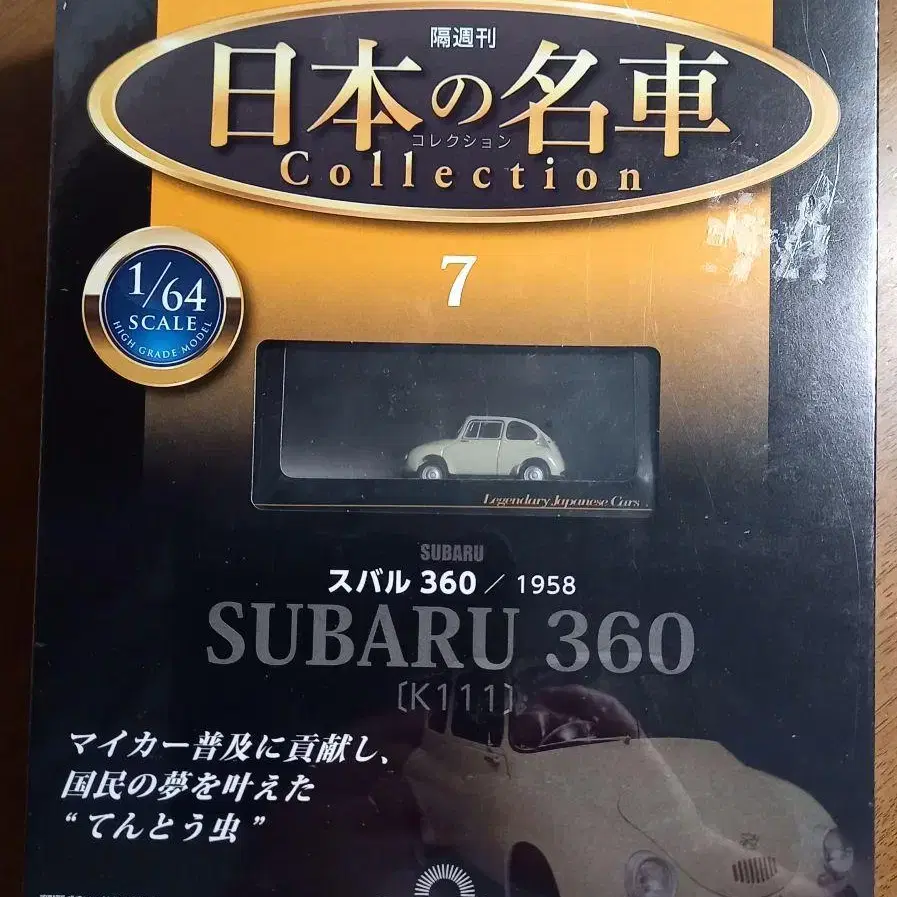 隔週刊
日本の名車
コレクション
Collection
1/64
SCALE
HIGH GRADE MODEL
7
Legendary Japanese Cars
SUBARU
スバル 360 / 1958
SUBARU 360
〔K111〕
マイカー普及に貢献し、
国民の夢を叶えた
“てんとう虫”